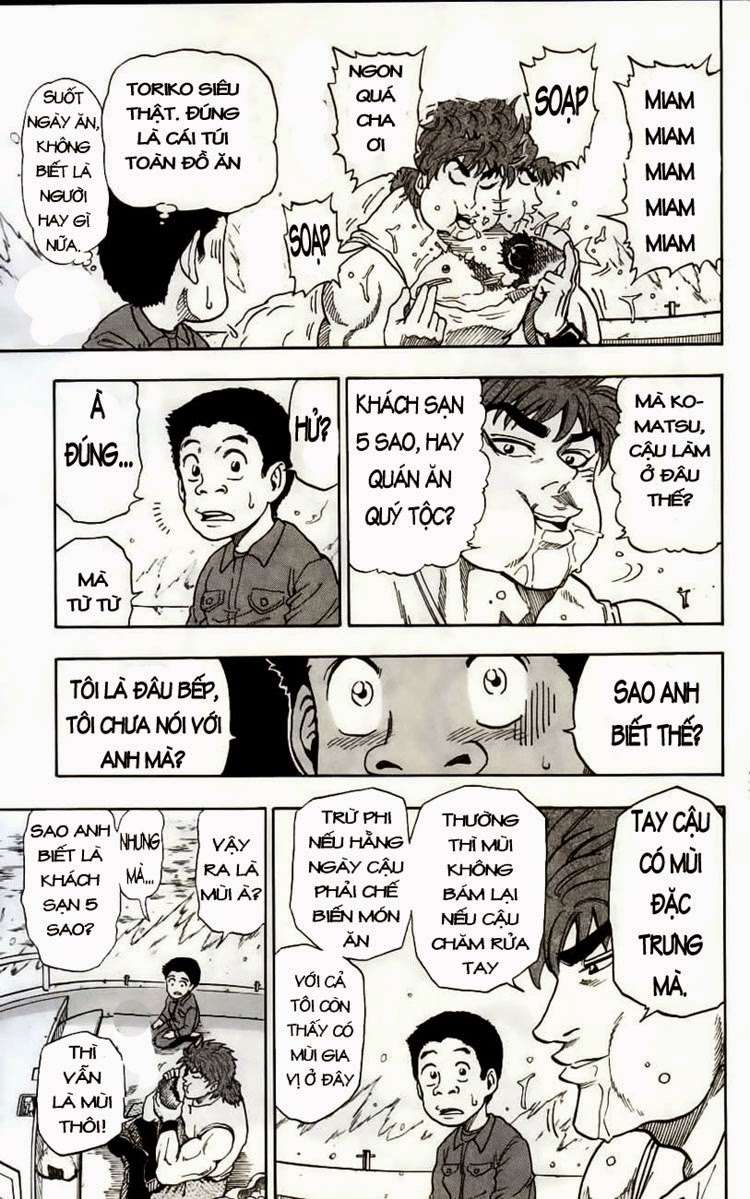 MIAM
MIAM
MIAM
MIAM
MIAM
SOẠP
NGON
QUÁ
CHA
ƠI
SOẠP
TORIKO SIÊU
THẬT. ĐÚNG
LÀ CÁI TÚI
TOÀN ĐỒ ĂN
SUỐT
NGÀY ĂN,
KHÔNG
BIẾT LÀ
NGƯỜI
HAY GÌ
NỮA.
MÀ KO-
MATSU,
CẬU LÀM
Ở ĐÂU
THẾ?
KHÁCH SẠN
5 SAO, HAY
QUÁN ĂN
QUÝ TỘC?
HỬ?
À
ĐÚNG...
MÀ
TỪ TỪ
SAO ANH
BIẾT THẾ?
TÔI LÀ ĐÂU BẾP,
TÔI CHƯA NÓI VỚI
ANH MÀ?
TAY CẬU
CÓ MÙI
ĐẶC
TRƯNG
MÀ.
THƯỜNG
THÌ MÙI
KHÔNG
BÁM LẠI
NẾU CẬU
CHĂM RỬA
TAY
TRỪ PHI
NẾU HẰNG
NGÀY CẬU
PHẢI CHẾ
BIẾN MÓN
ĂN
VỚI CẢ
TÔI CÒN
THẤY CÓ
MÙI GIA
VỊ Ở ĐÂY
VẬY
RA LÀ
MÙI À?
NHƯNG
MÀ...
SAO ANH
BIẾT LÀ
KHÁCH
SẠN 5
SAO?
THÌ
VẪN
LÀ MÙI
THÔI!